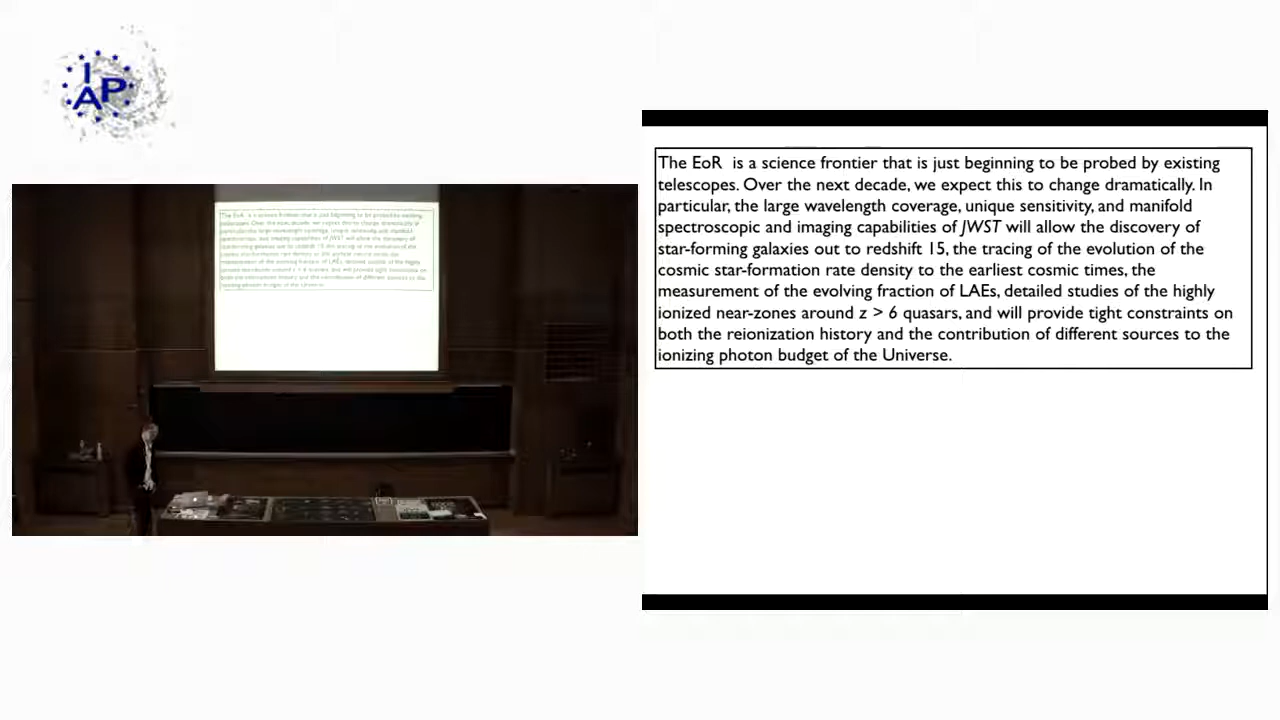 IAP
The EoR is a science frontier that is just beginning to be probed by existing
telescopes. Over the next decade, we expect this to change dramatically. In
particular, the large wavelength coverage, unique sensitivity, and manifold
spectroscopic and imaging capabilities of JWST will allow the discovery of
star-forming galaxies out to redshift 15, the tracing of the evolution of the
cosmic star-formation rate density to the earliest cosmic times, the
measurement of the evolving fraction of LAEs, detailed studies of the highly
ionized near-zones around z > 6 quasars, and will provide tight constraints on
both the reionization history and the contribution of different sources to the
ionizing photon budget of the Universe.